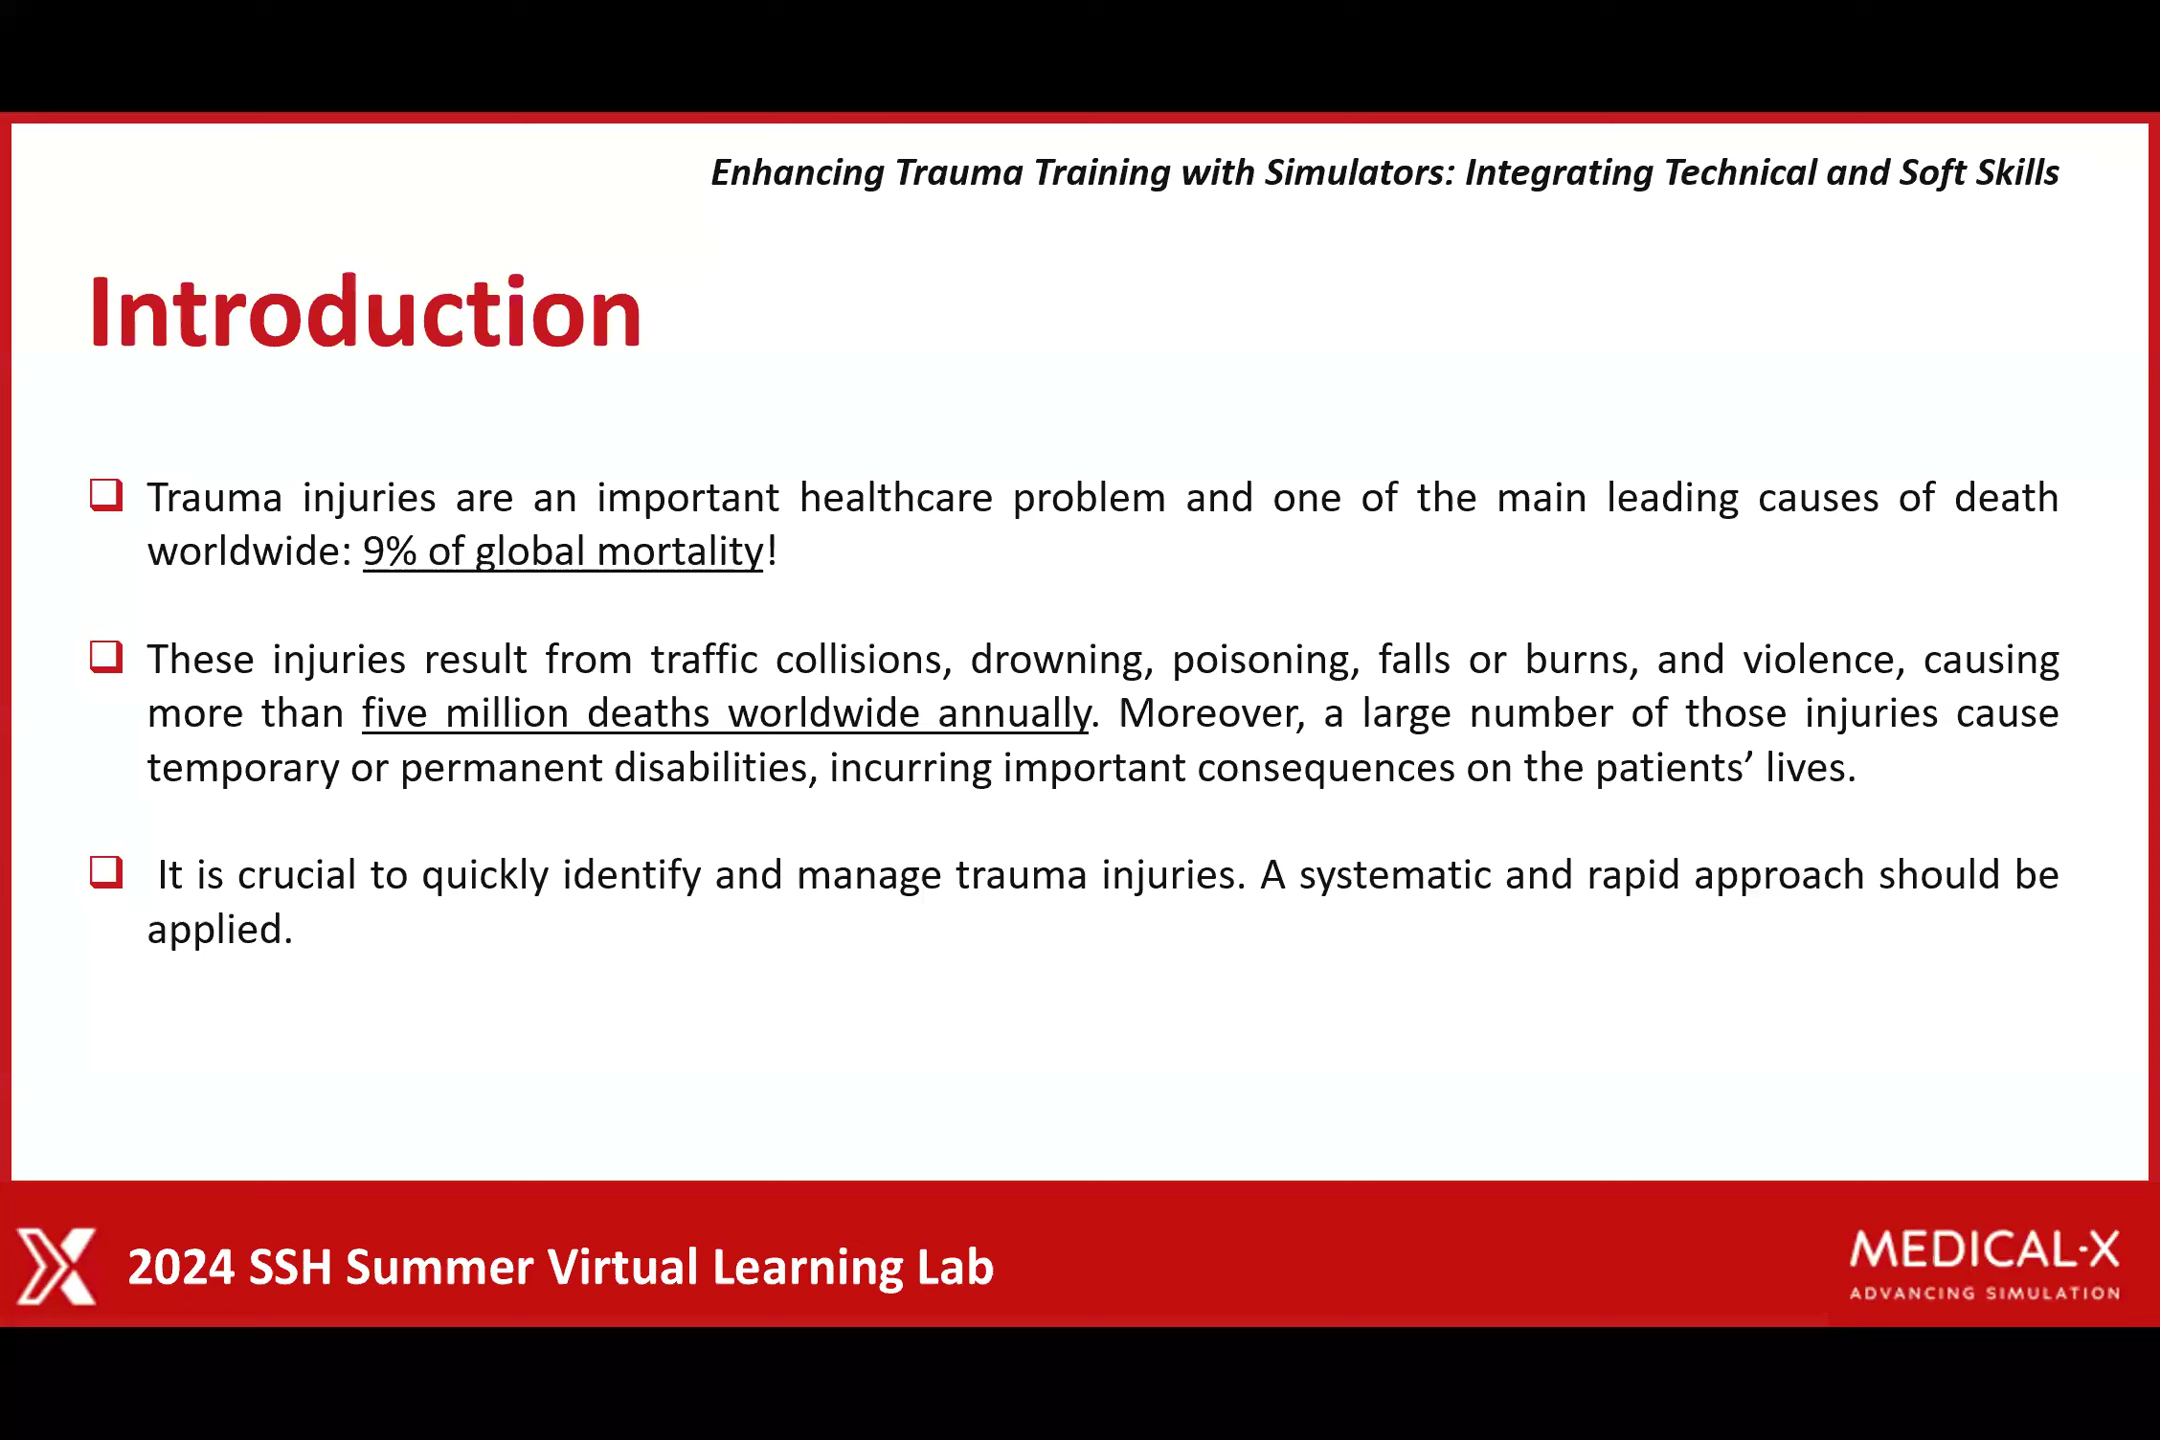 Enhancing Trauma Training with Simulators: Integrating Technical and Soft Skills
Introduction
Trauma injuries are an important healthcare problem and one of the main leading causes of death
worldwide: 9% of global mortality!
These injuries result from traffic collisions, drowning, poisoning, falls or burns, and violence, causing
more than five million deaths worldwide annually. Moreover, a large number of those injuries cause
temporary or permanent disabilities, incurring important consequences on the patients’ lives.
It is crucial to quickly identify and manage trauma injuries. A systematic and rapid approach should be
applied.
2024 SSH Summer Virtual Learning Lab
MEDICAL-X
ADVANCING SIMULATION